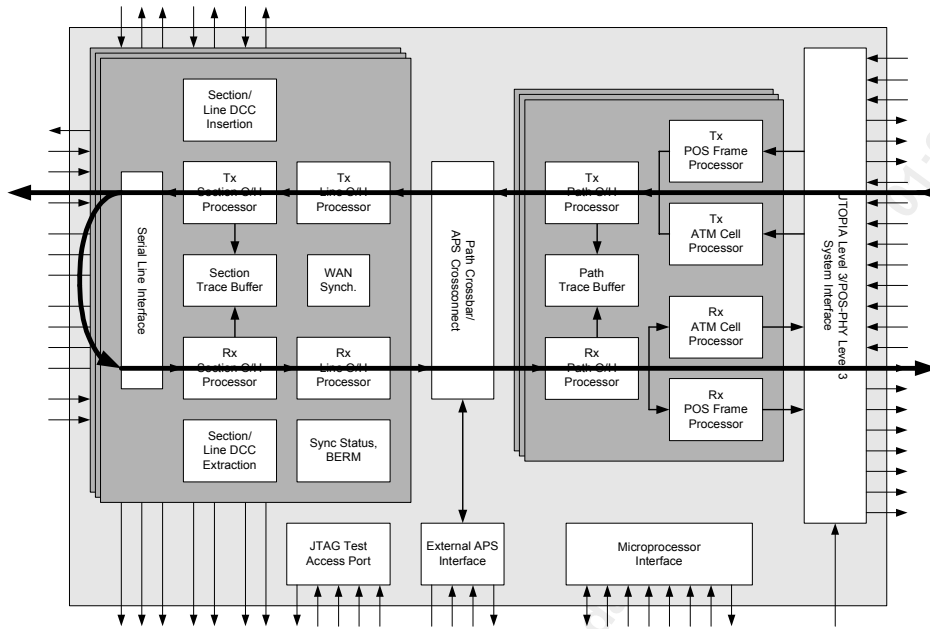 Section/
Line DCC
Insertion
Tx
POS Frame
Processor
Tx
Section O/H
Processor
Tx
Line O/H
Processor
Tx
Path O/H
Processor
Tx
ATM Cell
Processor
Serial Line Interface
Section
Trace Buffer
WAN
Synch.
Path Crossbar/
APS Crossconnect
Path
Trace Buffer
UTOPIA Level 3/POS-PHY Level 3
System Interface
Rx
ATM Cell
Processor
Rx
Section O/H
Processor
Rx
Line O/H
Processor
Rx
Path O/H
Processor
Rx
POS Frame
Processor
Section/
Line DCC
Extraction
Sync Status,
BERM
JTAG Test
Access Port
External APS
Interface
Microprocessor
Interface